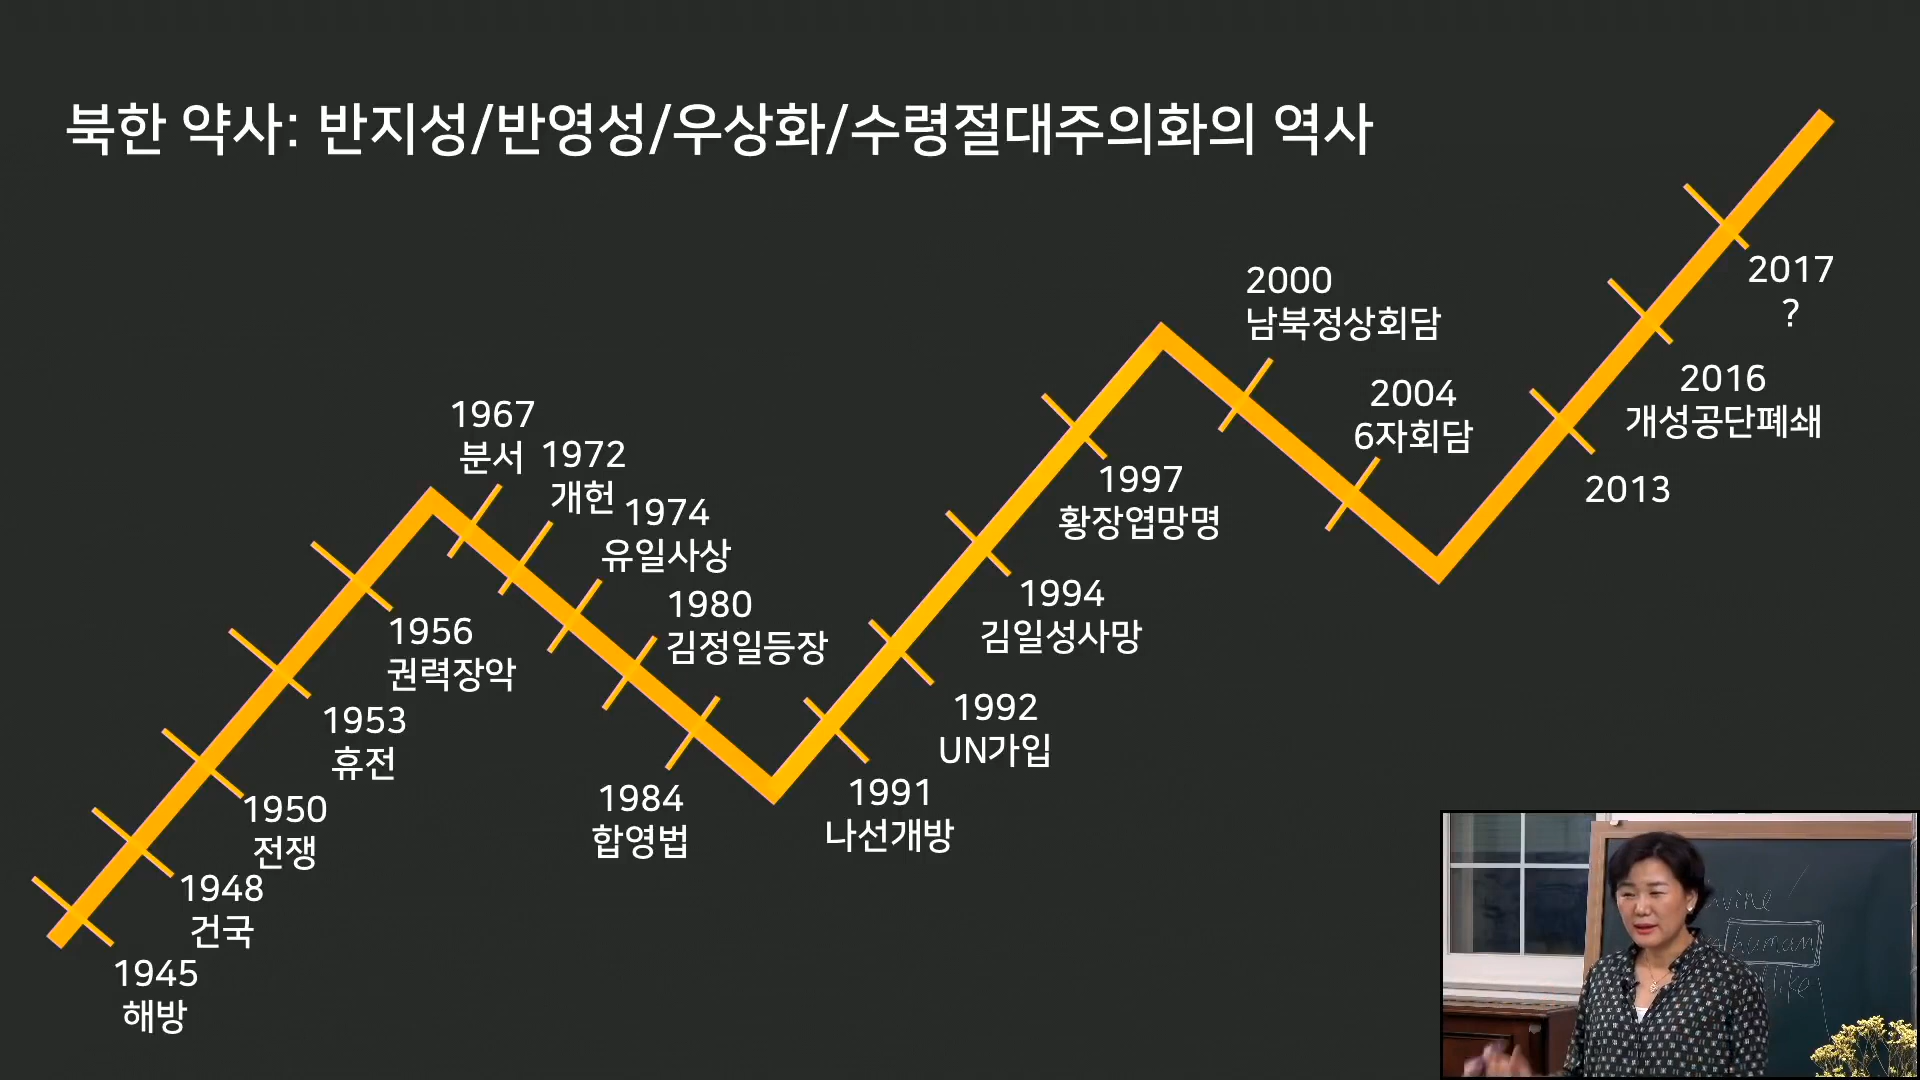 북한 약사: 반지성/반영성/우상화/수령절대주의화의 역사
1945
해방
1948
건국
1950
전쟁
1953
휴전
1956
권력장악
1967
분서
1972
개헌
1974
유일사상
1980
김정일등장
1984
합영법
1991
나선개방
1992
UN가입
1994
김일성사망
1997
황장엽망명
2000
남북정상회담
2004
6자회담
2013
2016
개성공단폐쇄
2017
?
human
like